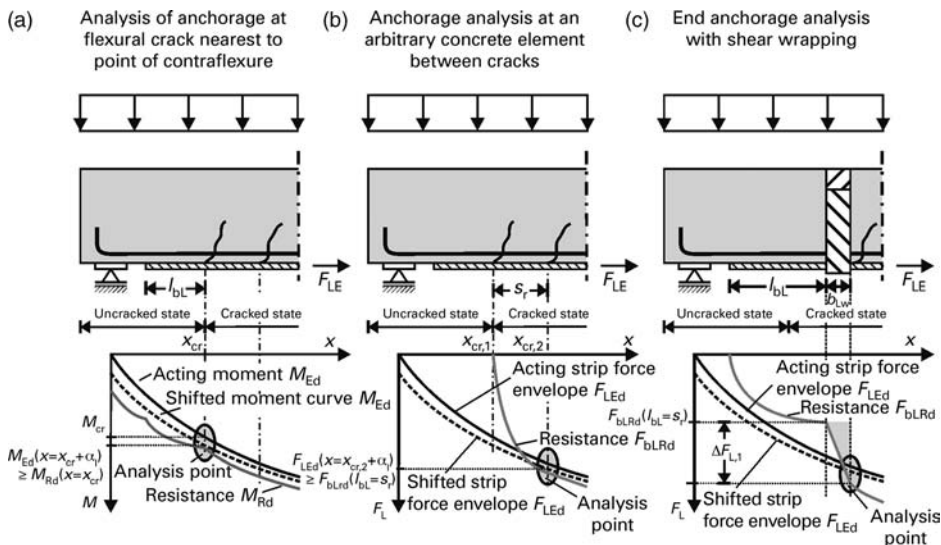 (a)
Analysis of anchorage at
flexural crack nearest to
point of contraflexure
F_LE
l_bL
Uncracked state
Cracked state
x_cr
x
Acting moment M_Ed
Shifted moment curve M_Ed
M_cr
M_Ed(x=x_cr+α_l)
≥ M_Rd(x=x_cr)
Analysis point
Resistance M_Rd
M
(b)
Anchorage analysis at an
arbitrary concrete element
between cracks
F_LE
s_r
Uncracked state
Cracked state
x_cr,1
x_cr,2
x
Acting strip force
envelope F_LEd
Resistance
F_bLRd
F_LEd(x=x_cr,2+α_l)
≥ F_bLrd(l_bL=s_r)
Shifted strip
force envelope F_LEd
Analysis
point
F_L
(c)
End anchorage analysis
with shear wrapping
F_LE
l_bL
b_Lw
Uncracked state
Cracked state
x
Acting strip force
envelope F_LEd
Resistance F_bLRd
F_bLRd(l_bL=s_r)
ΔF_L,1
Shifted strip
force envelope F_LEd
Analysis
point
F_L